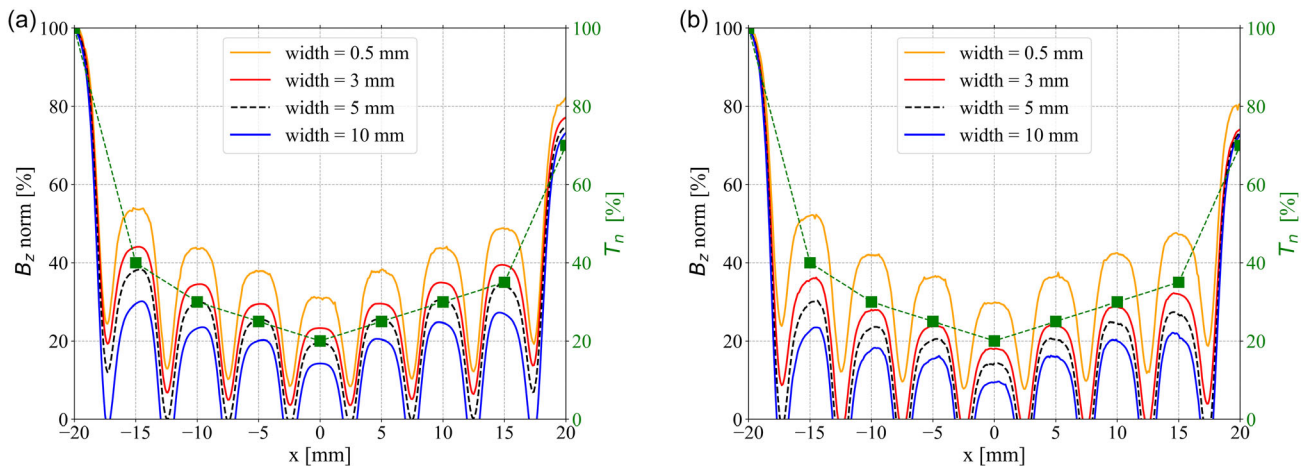 (a)
100
80
60
40
20
0
B_z norm [%]
width = 0.5 mm
width = 3 mm
width = 5 mm
width = 10 mm
100
80
60
40
20
0
T_n [%]
−20 −15 −10 −5 0 5 10 15 20
x [mm]
(b)
100
80
60
40
20
0
B_z norm [%]
width = 0.5 mm
width = 3 mm
width = 5 mm
width = 10 mm
100
80
60
40
20
0
T_n [%]
−20 −15 −10 −5 0 5 10 15 20
x [mm]